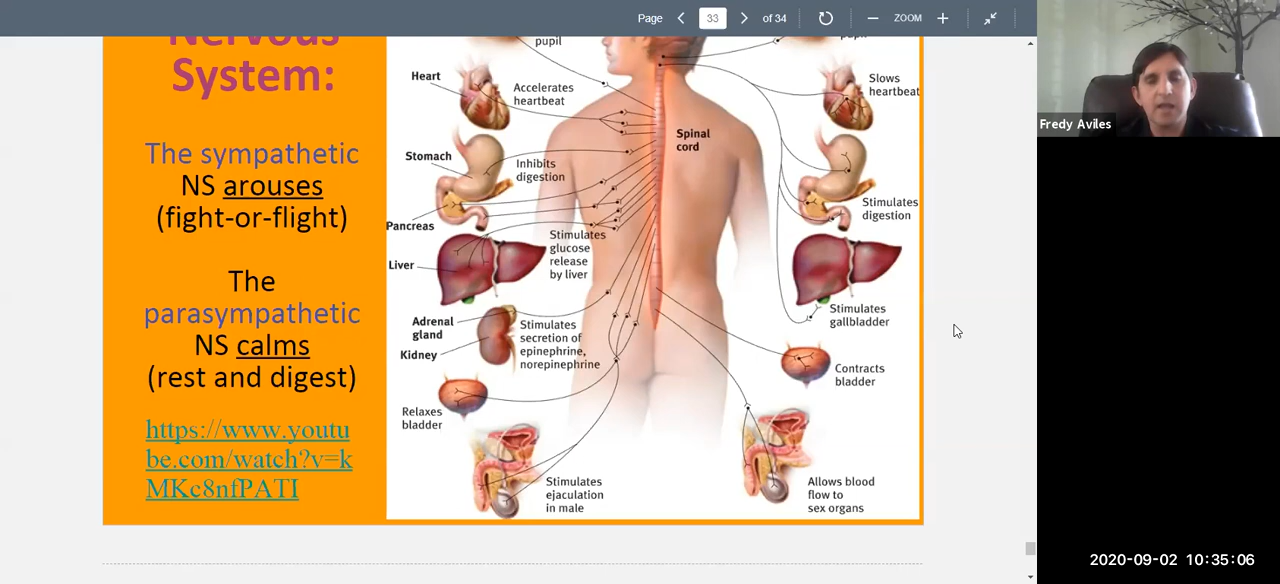 Page 33 of 34 ZOOM
Nervous
System:
The sympathetic
NS arouses
(fight-or-flight)
The
parasympathetic
NS calms
(rest and digest)
https://www.youtu
be.com/watch?v=k
MKc8nfPATI
pupil
Heart
Accelerates
heartbeat
Stomach
Inhibits
digestion
Pancreas
Stimulates
glucose
release
by liver
Liver
Adrenal
gland
Kidney
Stimulates
secretion of
epinephrine,
norepinephrine
Relaxes
bladder
Stimulates
ejaculation
in male
Spinal
cord
pupil
Slows
heartbeat
Stimulates
digestion
Stimulates
gallbladder
Contracts
bladder
Allows blood
flow to
sex organs
Fredy Aviles
2020-09-02 10:35:06